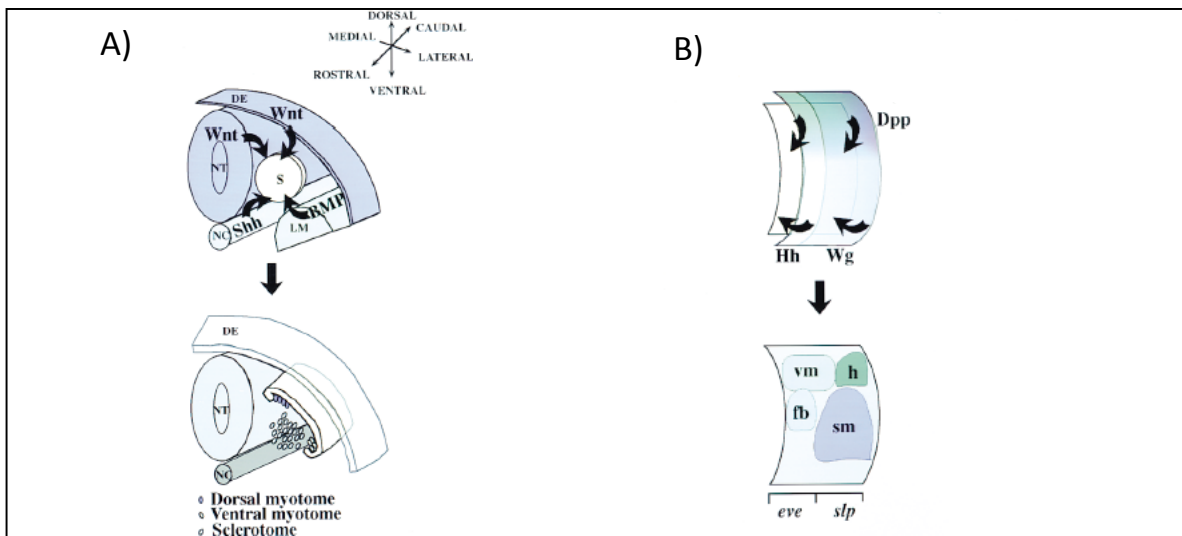 A)
DORSAL
CAUDAL
MEDIAL
LATERAL
ROSTRAL
VENTRAL
B)
DE
Wnt
Wnt
NT
S
BMP
Shh
LM
NC
Dpp
Hh Wg
DE
NT
NC
Dorsal myotome
Ventral myotome
Sclerotome
vm h
fb sm
eve slp